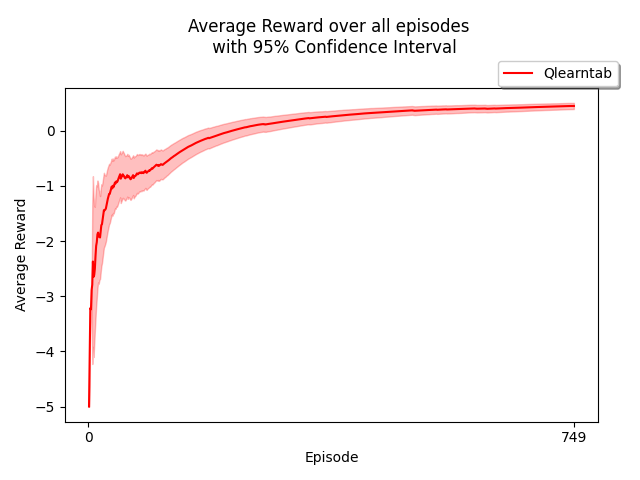 Average Reward over all episodes
with 95% Confidence Interval
Qlearntab
0
−1
−2
−3
−4
−5
Average Reward
0
749
Episode